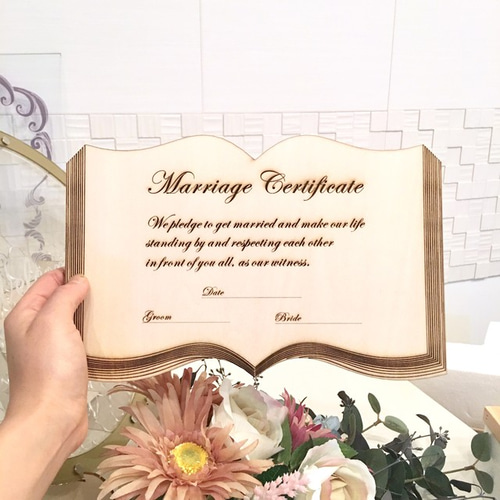 Marriage Certificate
We pledge to get married and make our life
standing by and respecting each other
in front of you all, as our witness.
Date
Groom Bride